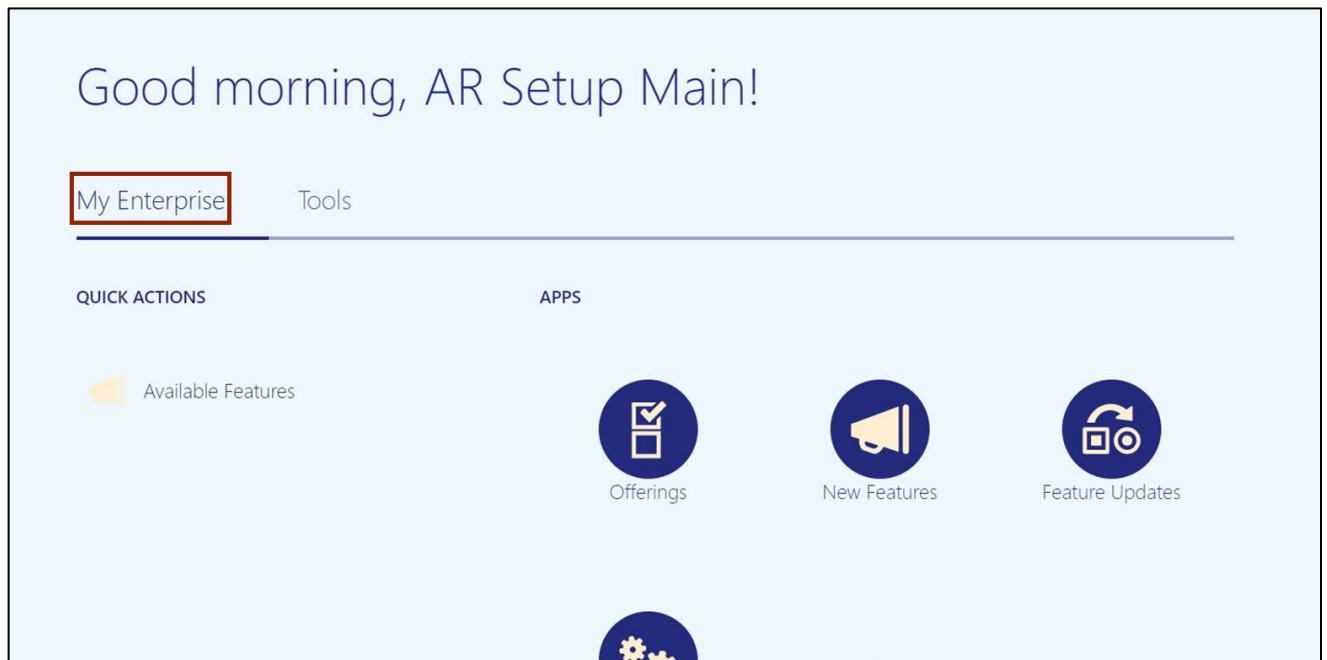 Good morning, AR Setup Main!
My Enterprise Tools
QUICK ACTIONS APPS
Available Features
Offerings New Features Feature Updates